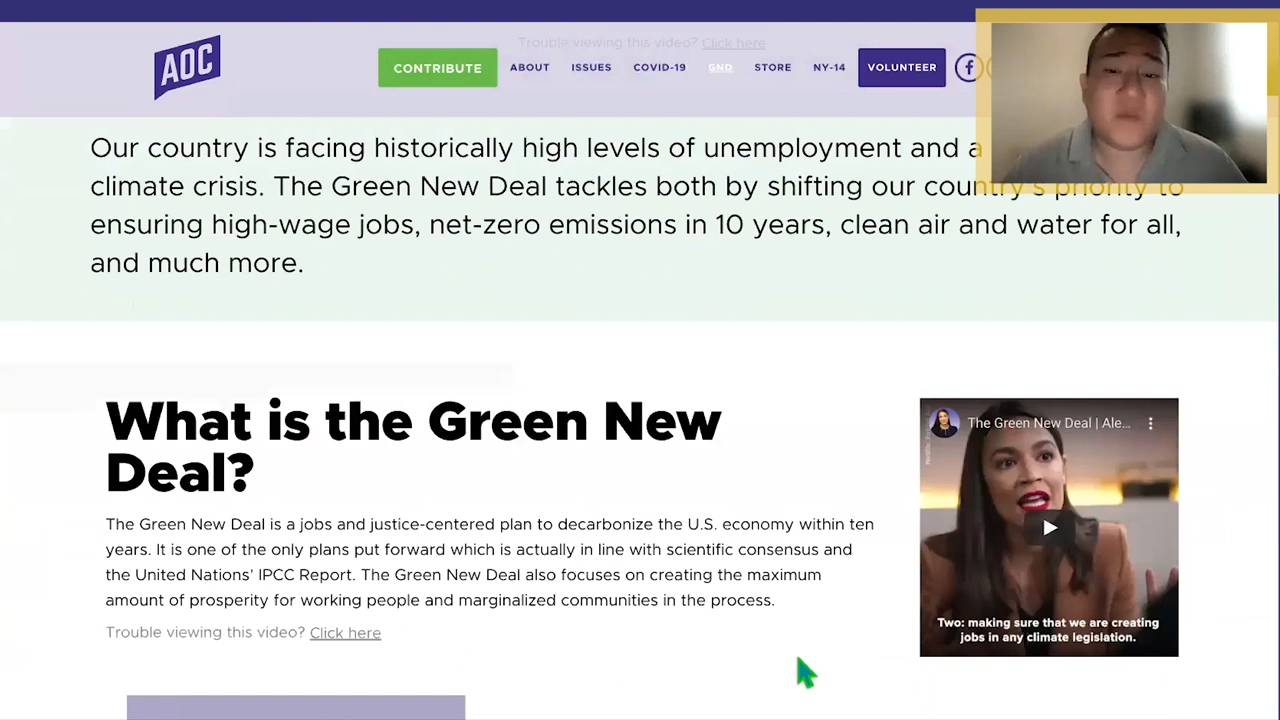 Trouble viewing this video? Click here
AOC
CONTRIBUTE
ABOUT
ISSUES
COVID-19
GND
STORE
NY-14
VOLUNTEER
Our country is facing historically high levels of unemployment and a
climate crisis. The Green New Deal tackles both by shifting our country's priority to
ensuring high-wage jobs, net-zero emissions in 10 years, clean air and water for all,
and much more.
What is the Green New
Deal?
The Green New Deal is a jobs and justice-centered plan to decarbonize the U.S. economy within ten
years. It is one of the only plans put forward which is actually in line with scientific consensus and
the United Nations' IPCC Report. The Green New Deal also focuses on creating the maximum
amount of prosperity for working people and marginalized communities in the process.
Trouble viewing this video? Click here
The Green New Deal | Ale...
Two: making sure that we are creating
jobs in any climate legislation.